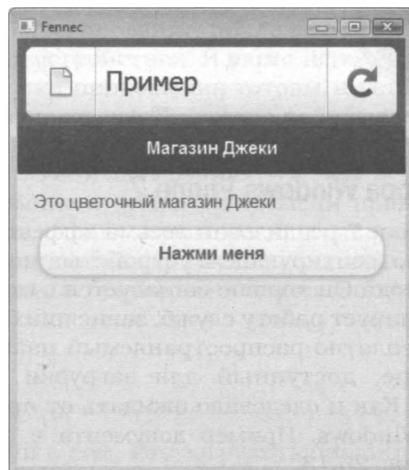 Fennec
Пример
Магазин Джеки
Это цветочный магазин Джеки
Нажми меня